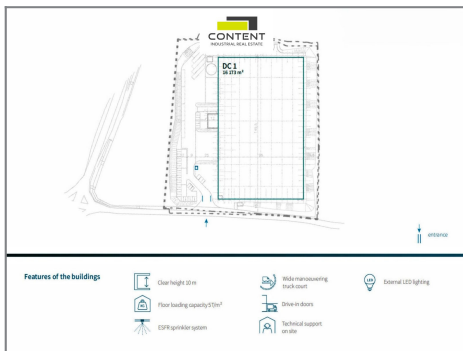 CONTENT
INDUSTRIAL REAL ESTATE
DC 1
16 173 m²
entrance
Features of the buildings
Clear height 10 m
Floor loading capacity 5T/m²
ESFR sprinkler system
Wide manoeuvring
truck court
Drive-in doors
Technical support
on site
LED
External LED lighting